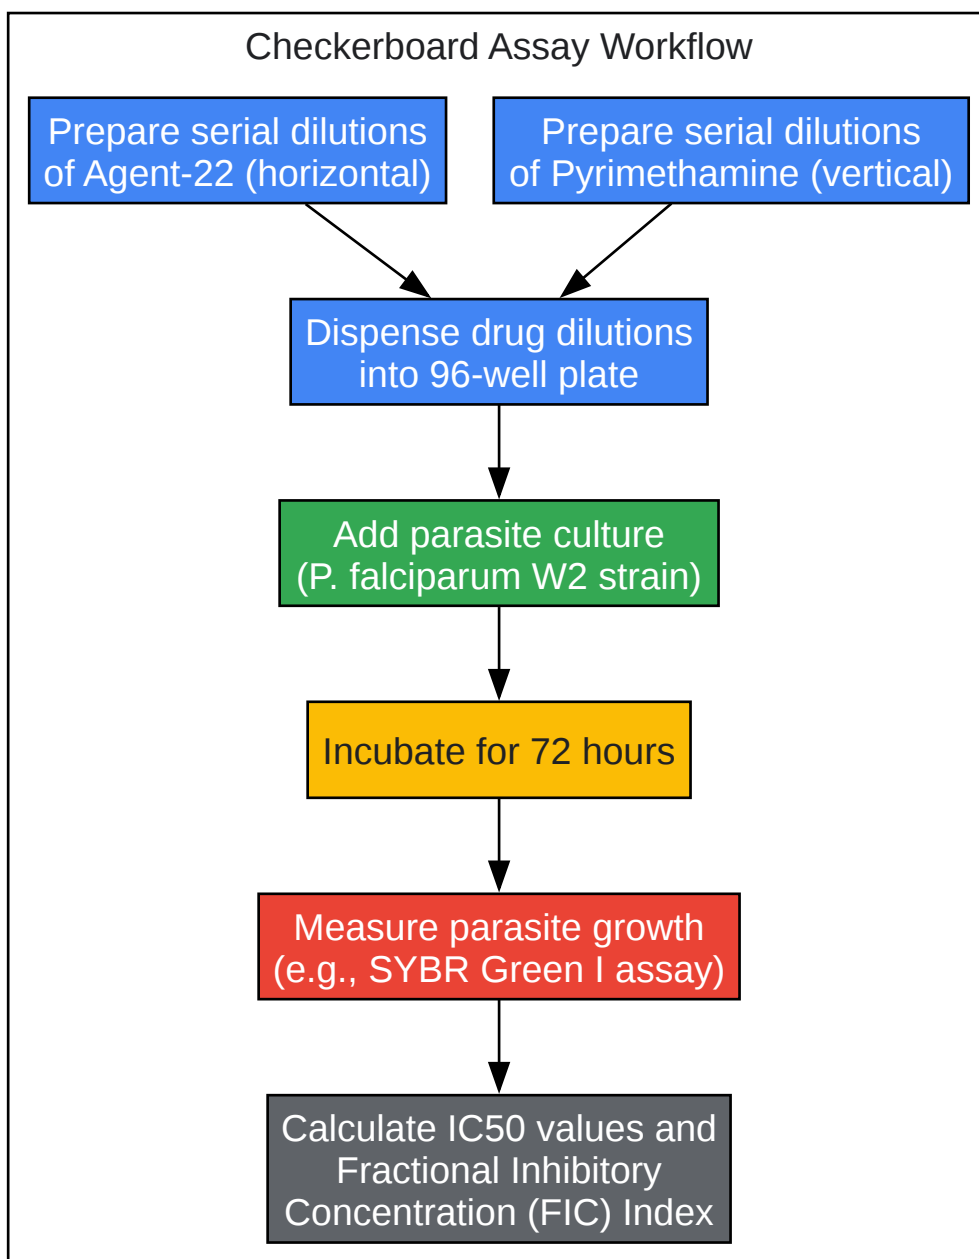 Checkerboard Assay Workflow
Prepare serial dilutions
of Agent-22 (horizontal)
Prepare serial dilutions
of Pyrimethamine (vertical)
Dispense drug dilutions
into 96-well plate
Add parasite culture
(P. falciparum W2 strain)
Incubate for 72 hours
Measure parasite growth
(e.g., SYBR Green I assay)
Calculate IC50 values and
Fractional Inhibitory
Concentration (FIC) Index